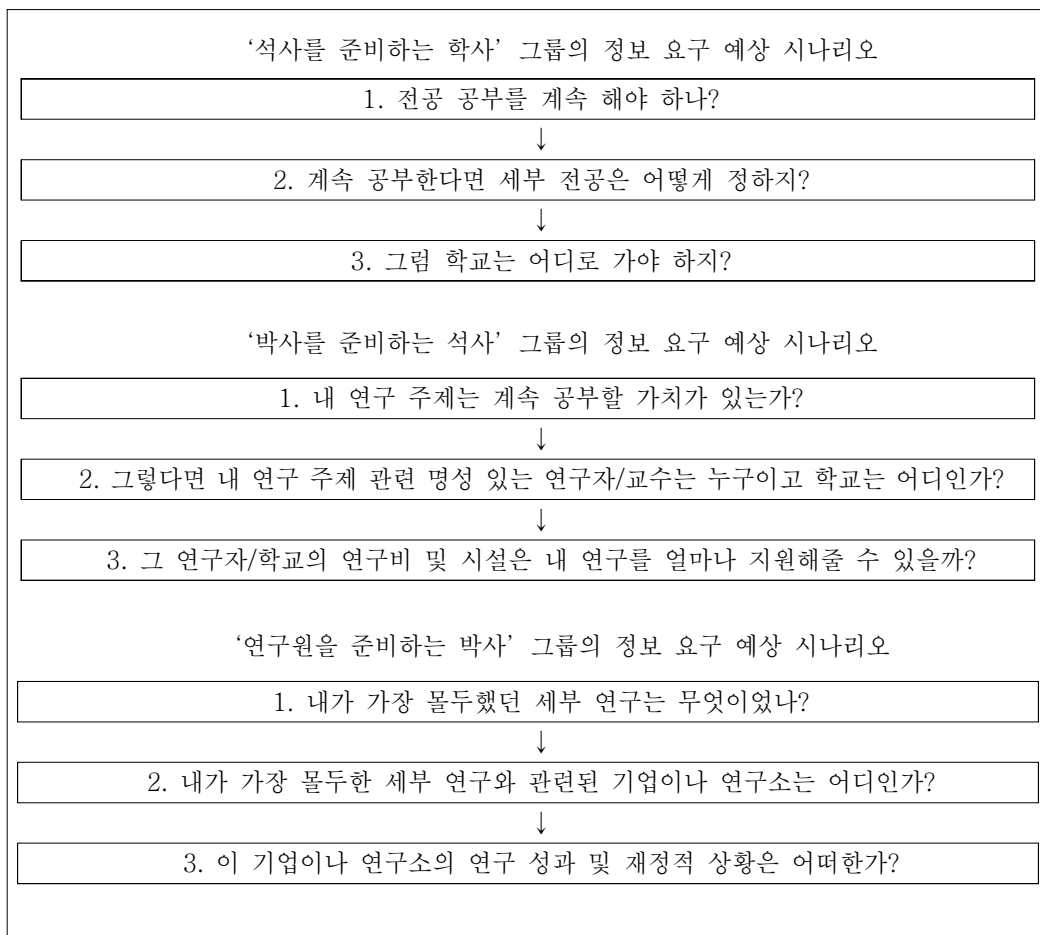 ‘석사를 준비하는 학사’ 그룹의 정보 요구 예상 시나리오
1. 전공 공부를 계속 해야 하나?
↓
2. 계속 공부한다면 세부 전공은 어떻게 정하지?
↓
3. 그럼 학교는 어디로 가야 하지?
‘박사를 준비하는 석사’ 그룹의 정보 요구 예상 시나리오
1. 내 연구 주제는 계속 공부할 가치가 있는가?
↓
2. 그렇다면 내 연구 주제 관련 명성 있는 연구자/교수는 누구이고 학교는 어디인가?
↓
3. 그 연구자/학교의 연구비 및 시설은 내 연구를 얼마나 지원해줄 수 있을까?
‘연구원을 준비하는 박사’ 그룹의 정보 요구 예상 시나리오
1. 내가 가장 몰두했던 세부 연구는 무엇이었나?
↓
2. 내가 가장 몰두한 세부 연구와 관련된 기업이나 연구소는 어디인가?
↓
3. 이 기업이나 연구소의 연구 성과 및 재정적 상황은 어떠한가?